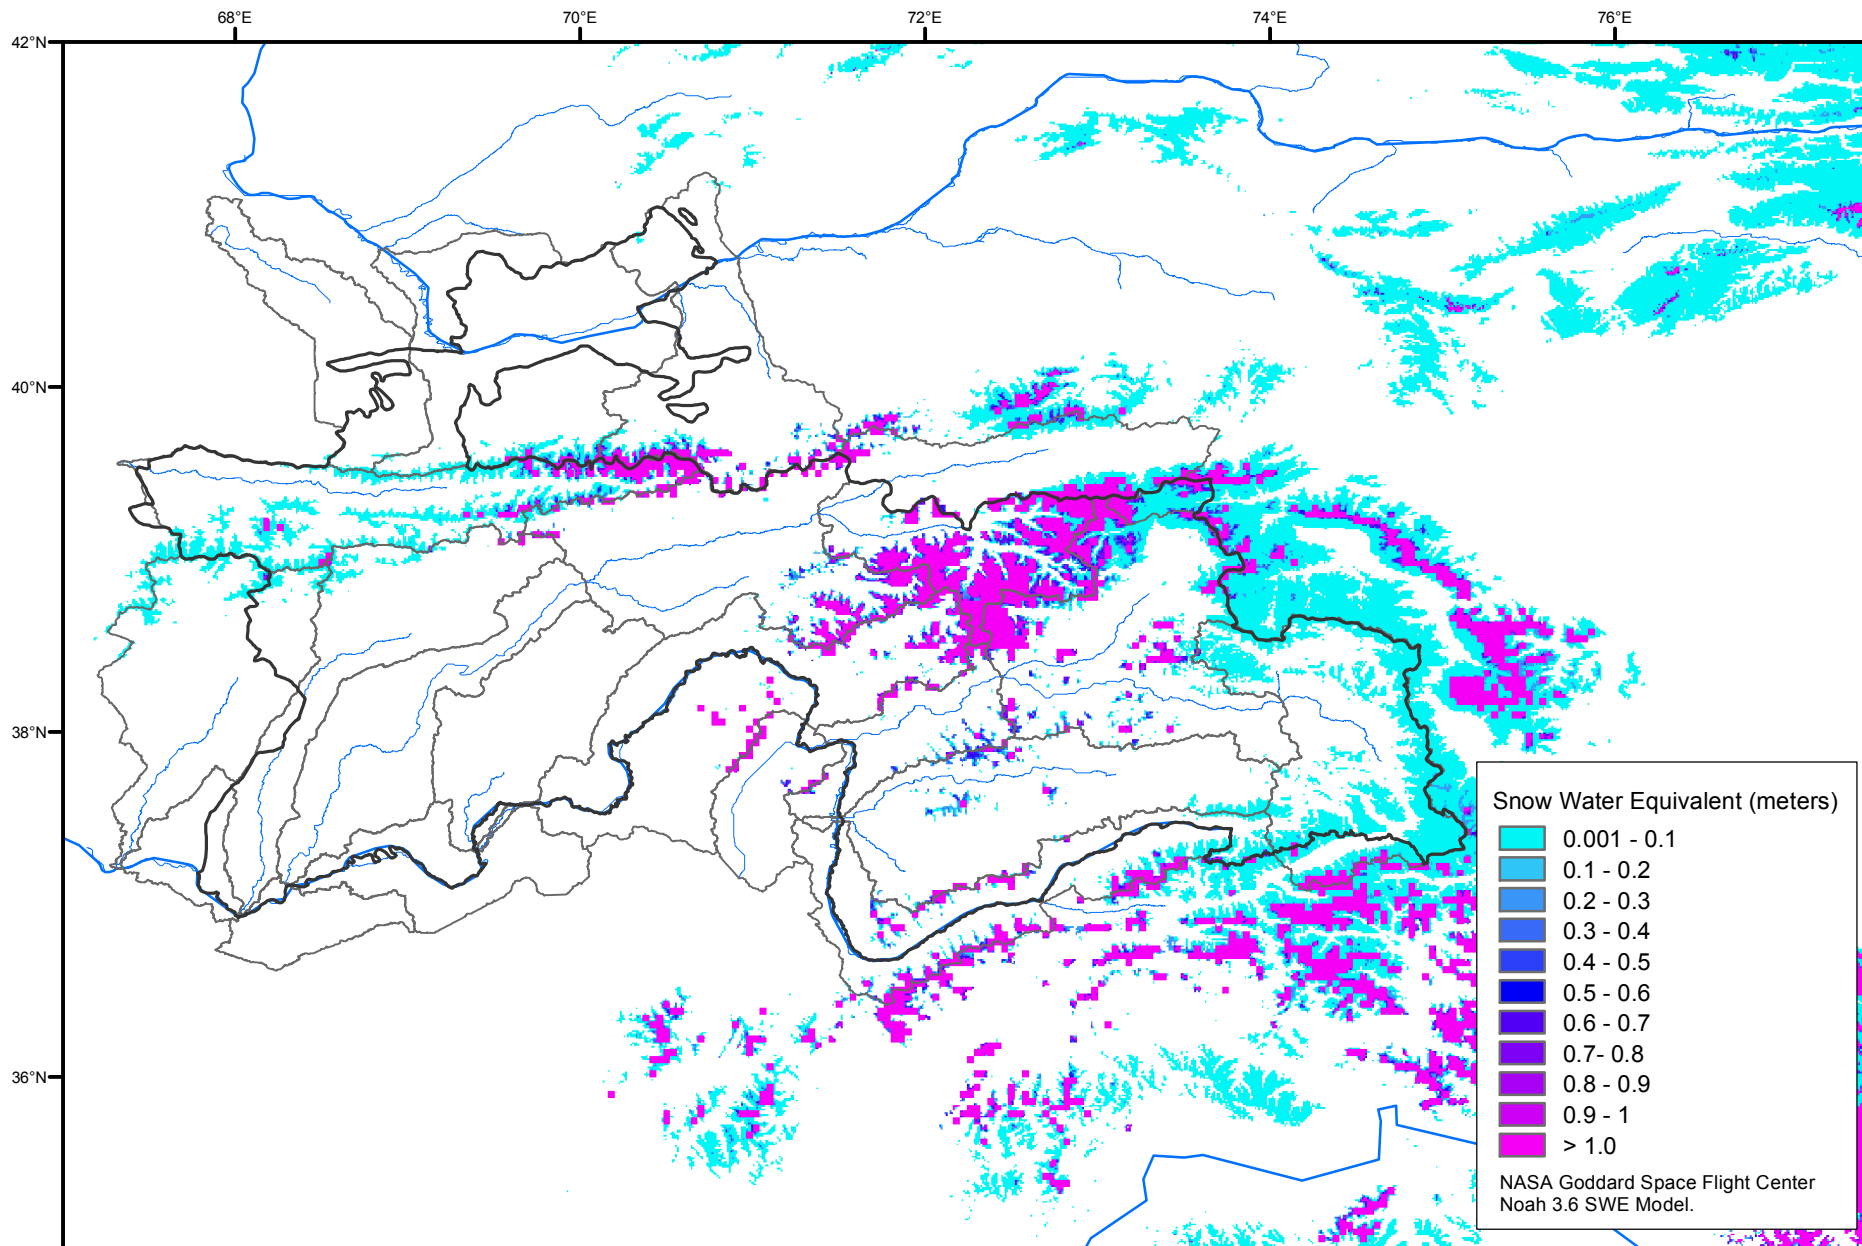 68°E
70°E
72°E
74°E
76°E
42°N
40°N
38°N
36°N
Snow Water Equivalent (meters)
0.001 - 0.1
0.1 - 0.2
0.2 - 0.3
0.3 - 0.4
0.4 - 0.5
0.5 - 0.6
0.6 - 0.7
0.7- 0.8
0.8 - 0.9
0.9 - 1
> 1.0
NASA Goddard Space Flight Center
Noah 3.6 SWE Model.